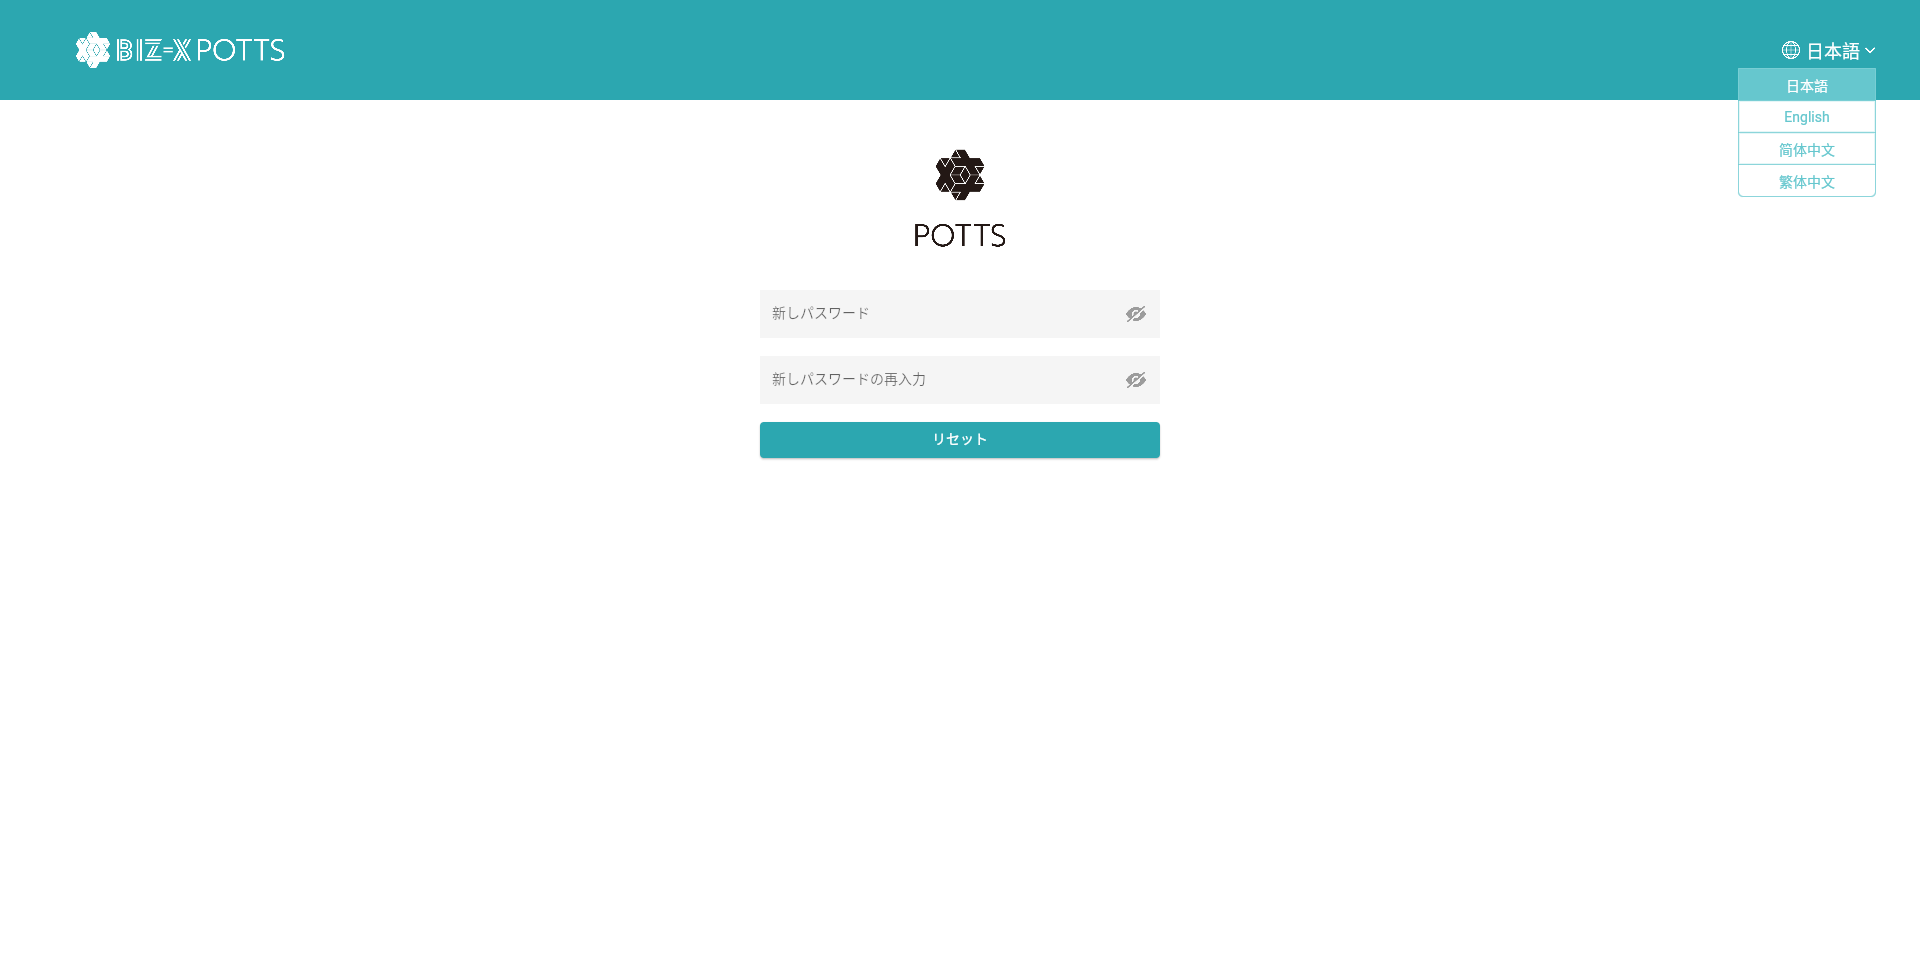 BIZ=X POTTS
日本語
日本語
English
简体中文
繁体中文
POTTS
新しパスワード
新しパスワードの再入力
リセット